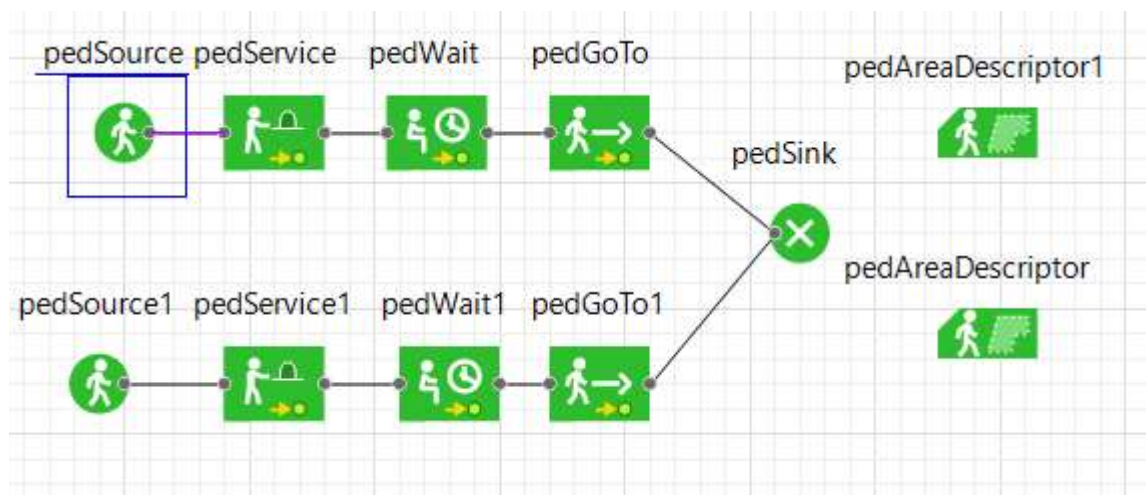 pedSource pedService pedWait pedGoTo
pedAreaDescriptor1
pedSink
pedAreaDescriptor
pedSource1 pedService1 pedWait1 pedGoTo1